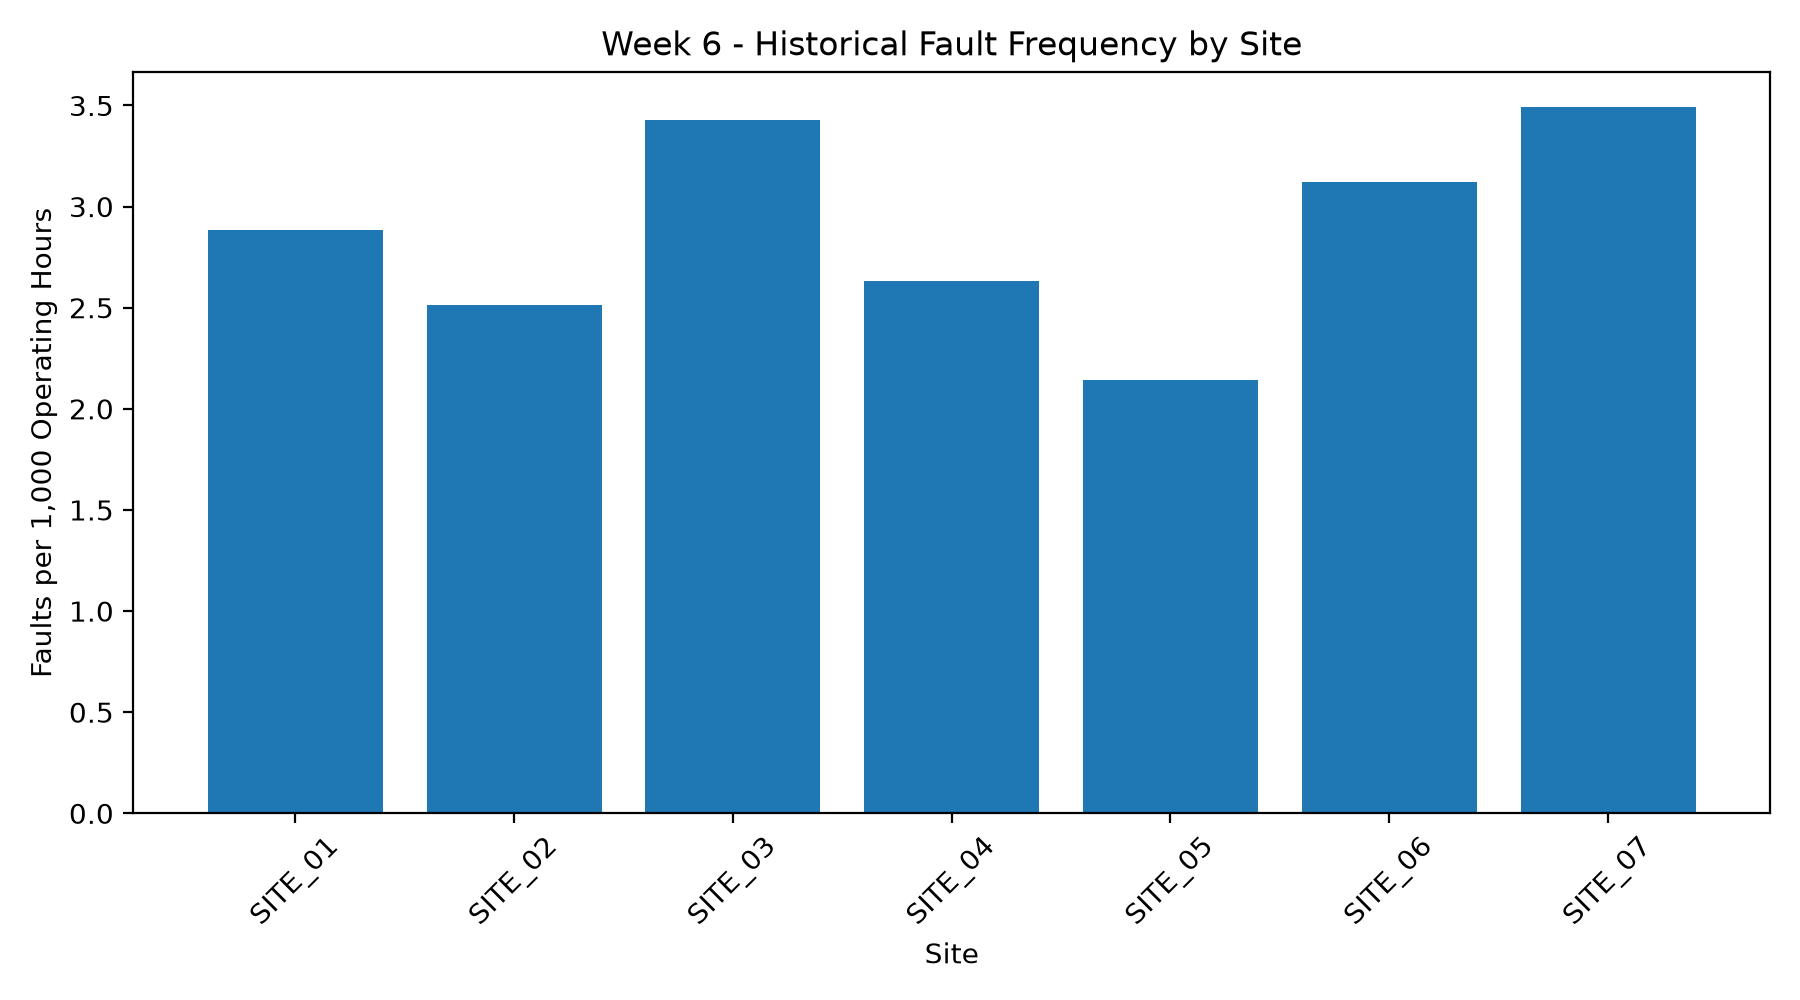 Week 6 - Historical Fault Frequency by Site
Faults per 1,000 Operating Hours
3.5
3.0
2.5
2.0
1.5
1.0
0.5
0.0
SITE_01
SITE_02
SITE_03
SITE_04
SITE_05
SITE_06
SITE_07
Site